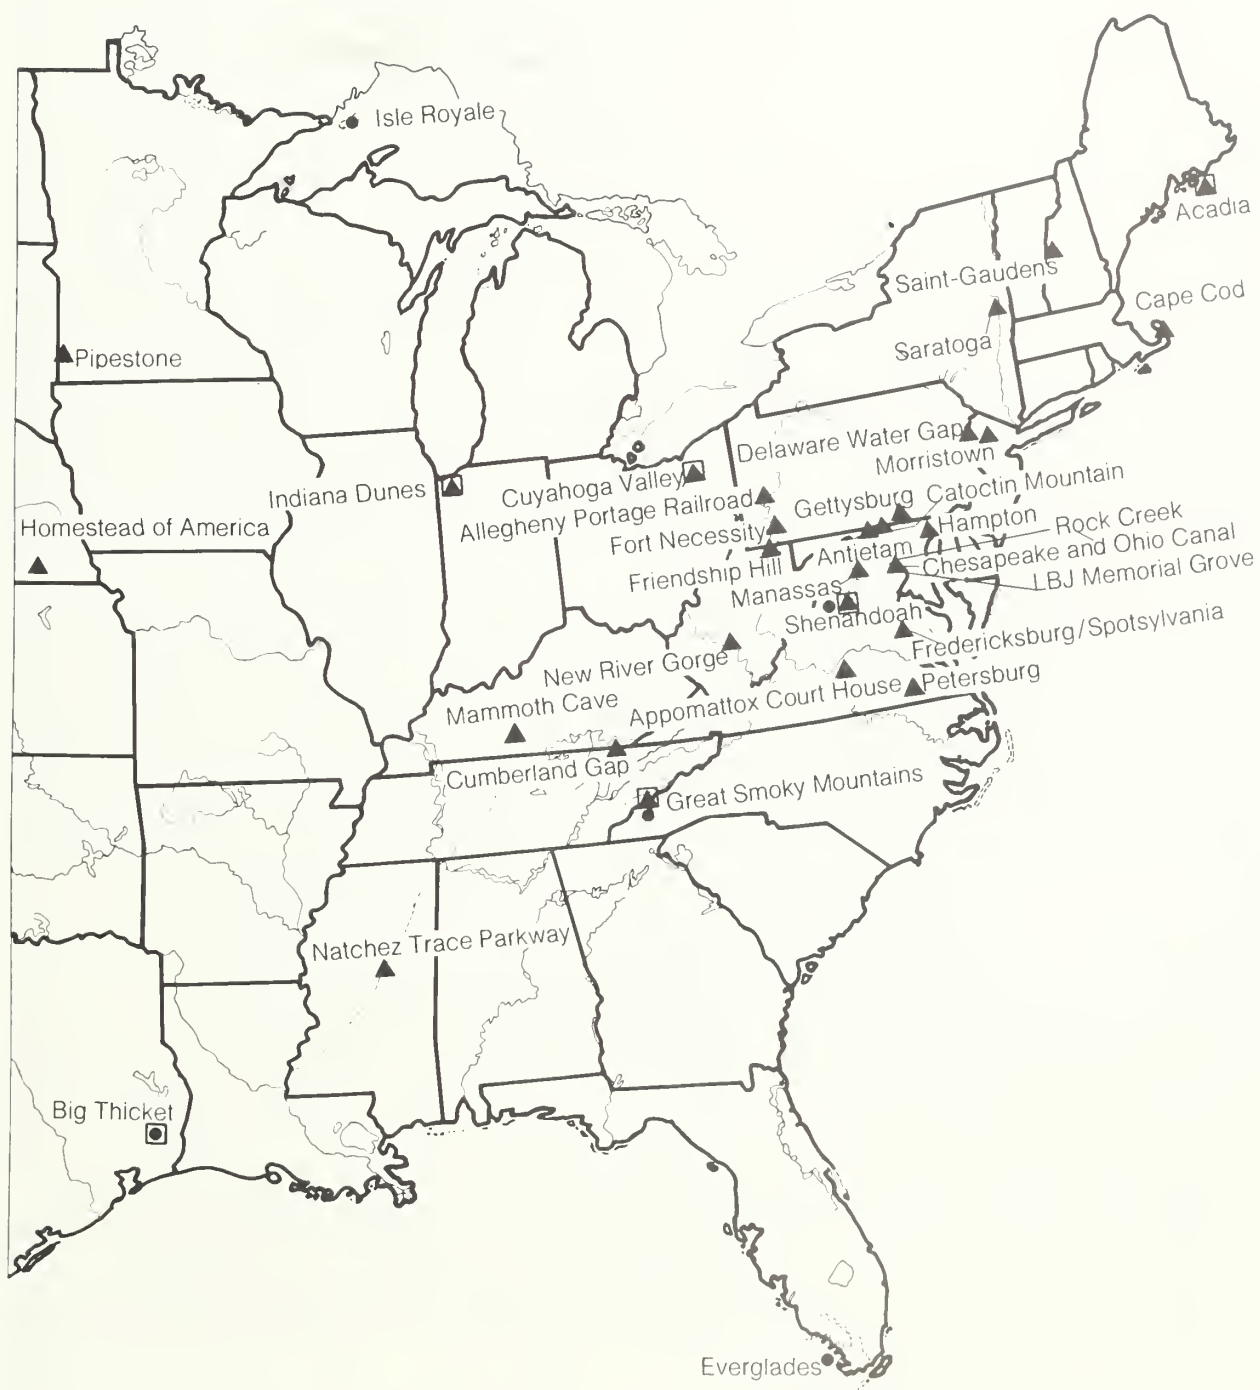 Isle Royale
Acadia
Saint-Gaudens
Cape Cod
Saratoga
Pipestone
Delaware Water Gap
Morristown
Indiana Dunes
Cuyahoga Valley
Catoctin Mountain
Allegheny Portage Railroad
Gettysburg
Hampton
Homestead of America
Fort Necessity
Rock Creek
Antietam
Chesapeake and Ohio Canal
Friendship Hill
LBJ Memorial Grove
Manassas
Shenandoah
Fredericksburg/Spotsylvania
New River Gorge
Petersburg
Mammoth Cave
Appomattox Court House
Cumberland Gap
Great Smoky Mountains
Natchez Trace Parkway
Big Thicket
Everglades